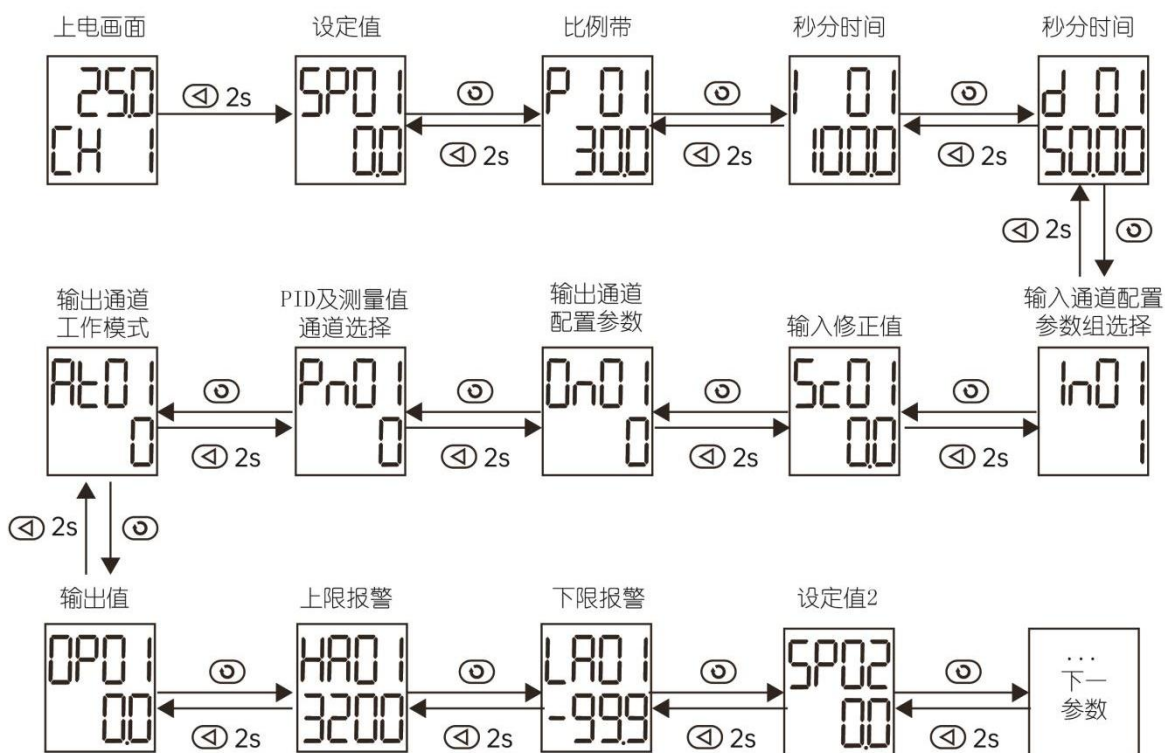 上电画面
设定值
比例带
秒分时间
秒分时间
25.0
CH 1
2s
SP01
0.0
2s
P 01
30.0
2s
I 01
100.0
2s
d 01
50.00
2s
输出通道
工作模式
PID及测量值
通道选择
输出通道
配置参数
输入修正值
输入通道配置
参数组选择
At01
0
2s
Pn01
0
2s
On01
0
2s
Sc01
0.0
2s
In01
1
2s
输出值
上限报警
下限报警
设定值2
OP01
0.0
2s
HA01
3200
2s
LA01
-99.9
2s
SP02
0.0
2s
...
下一
参数